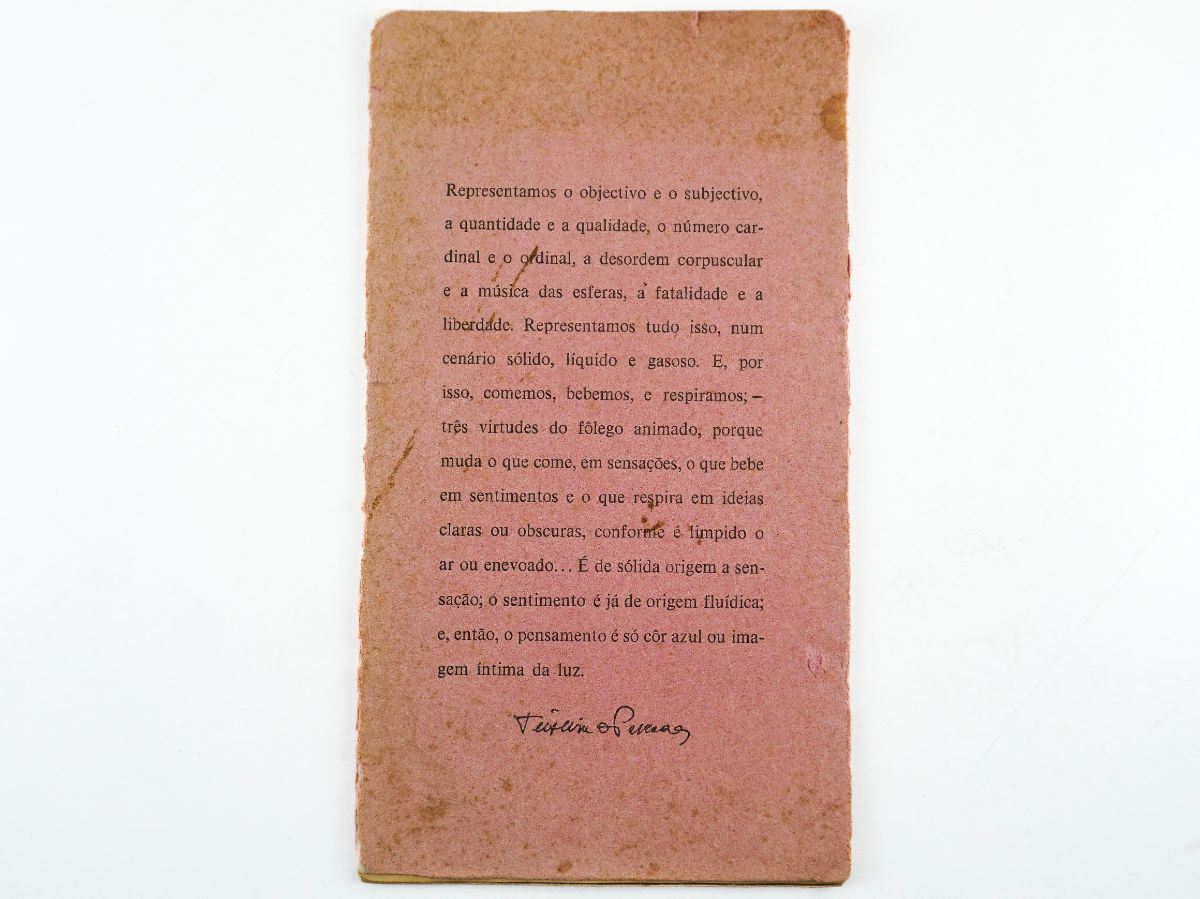 Representamos o objectivo e o subjectivo,
a quantidade e a qualidade, o número car-
dinal e o ordinal, a desordem corpuscular
e a música das esferas, a fatalidade e a
liberdade. Representamos tudo isso, num
cenário sólido, líquido e gasoso. E, por
isso, comemos, bebemos, e respiramos; —
três virtudes do fôlego animado, porque
muda o que come, em sensações, o que bebe
em sentimentos e o que respira em ideias
claras ou obscuras, conforme é límpido o
ar ou enevoado... É de sólida origem a sen-
sação; o sentimento é já de origem fluídica;
e, então, o pensamento é só côr azul ou ima-
gem íntima da luz.
Teixeira de Pascoaes